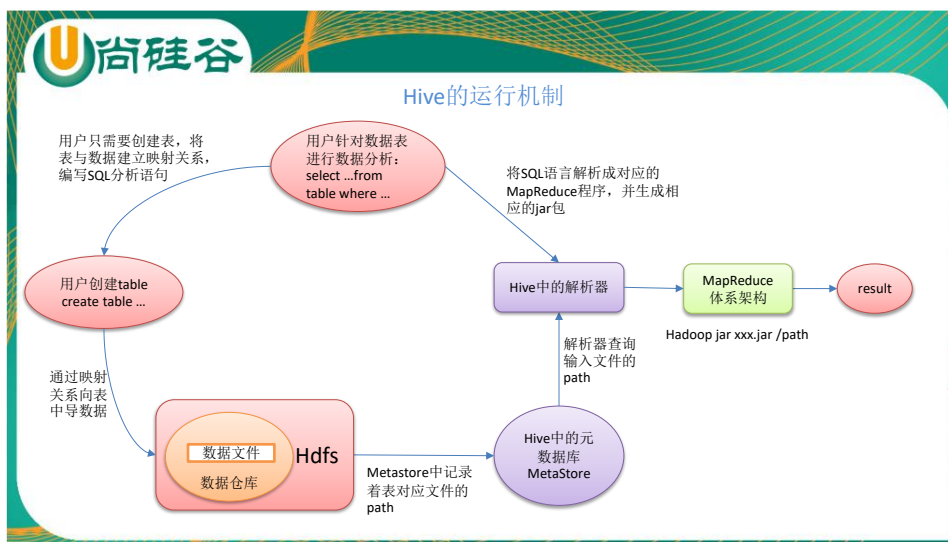 尚硅谷
Hive的运行机制
用户只需要创建表，将
表与数据建立映射关系，
编写SQL分析语句
用户针对数据表
进行数据分析：
select ...from
table where ...
将SQL语言解析成对应的
MapReduce程序，并生成相
应的jar包
用户创建table
create table ...
Hive中的解析器
MapReduce
体系架构
result
Hadoop jar xxx.jar /path
解析器查询
输入文件的
path
通过映射
关系向表
中导数据
数据文件
数据仓库
Hdfs
Metastore中记录
着表对应文件的
path
Hive中的元
数据库
MetaStore